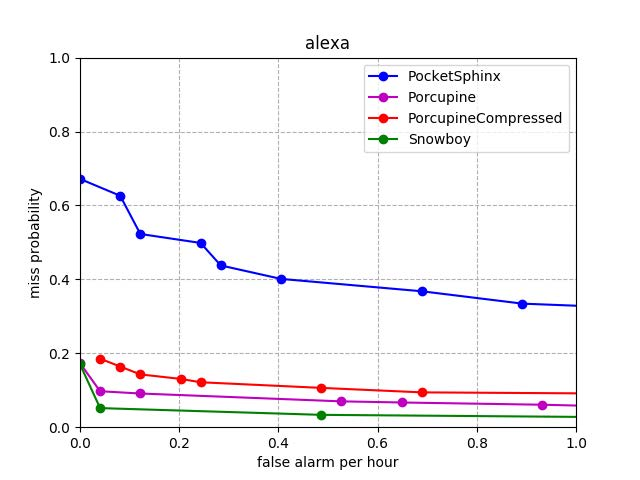 alexa
PocketSphinx
Porcupine
PorcupineCompressed
Snowboy
miss probability
1.0
0.8
0.6
0.4
0.2
0.0
0.0 0.2 0.4 0.6 0.8 1.0
false alarm per hour